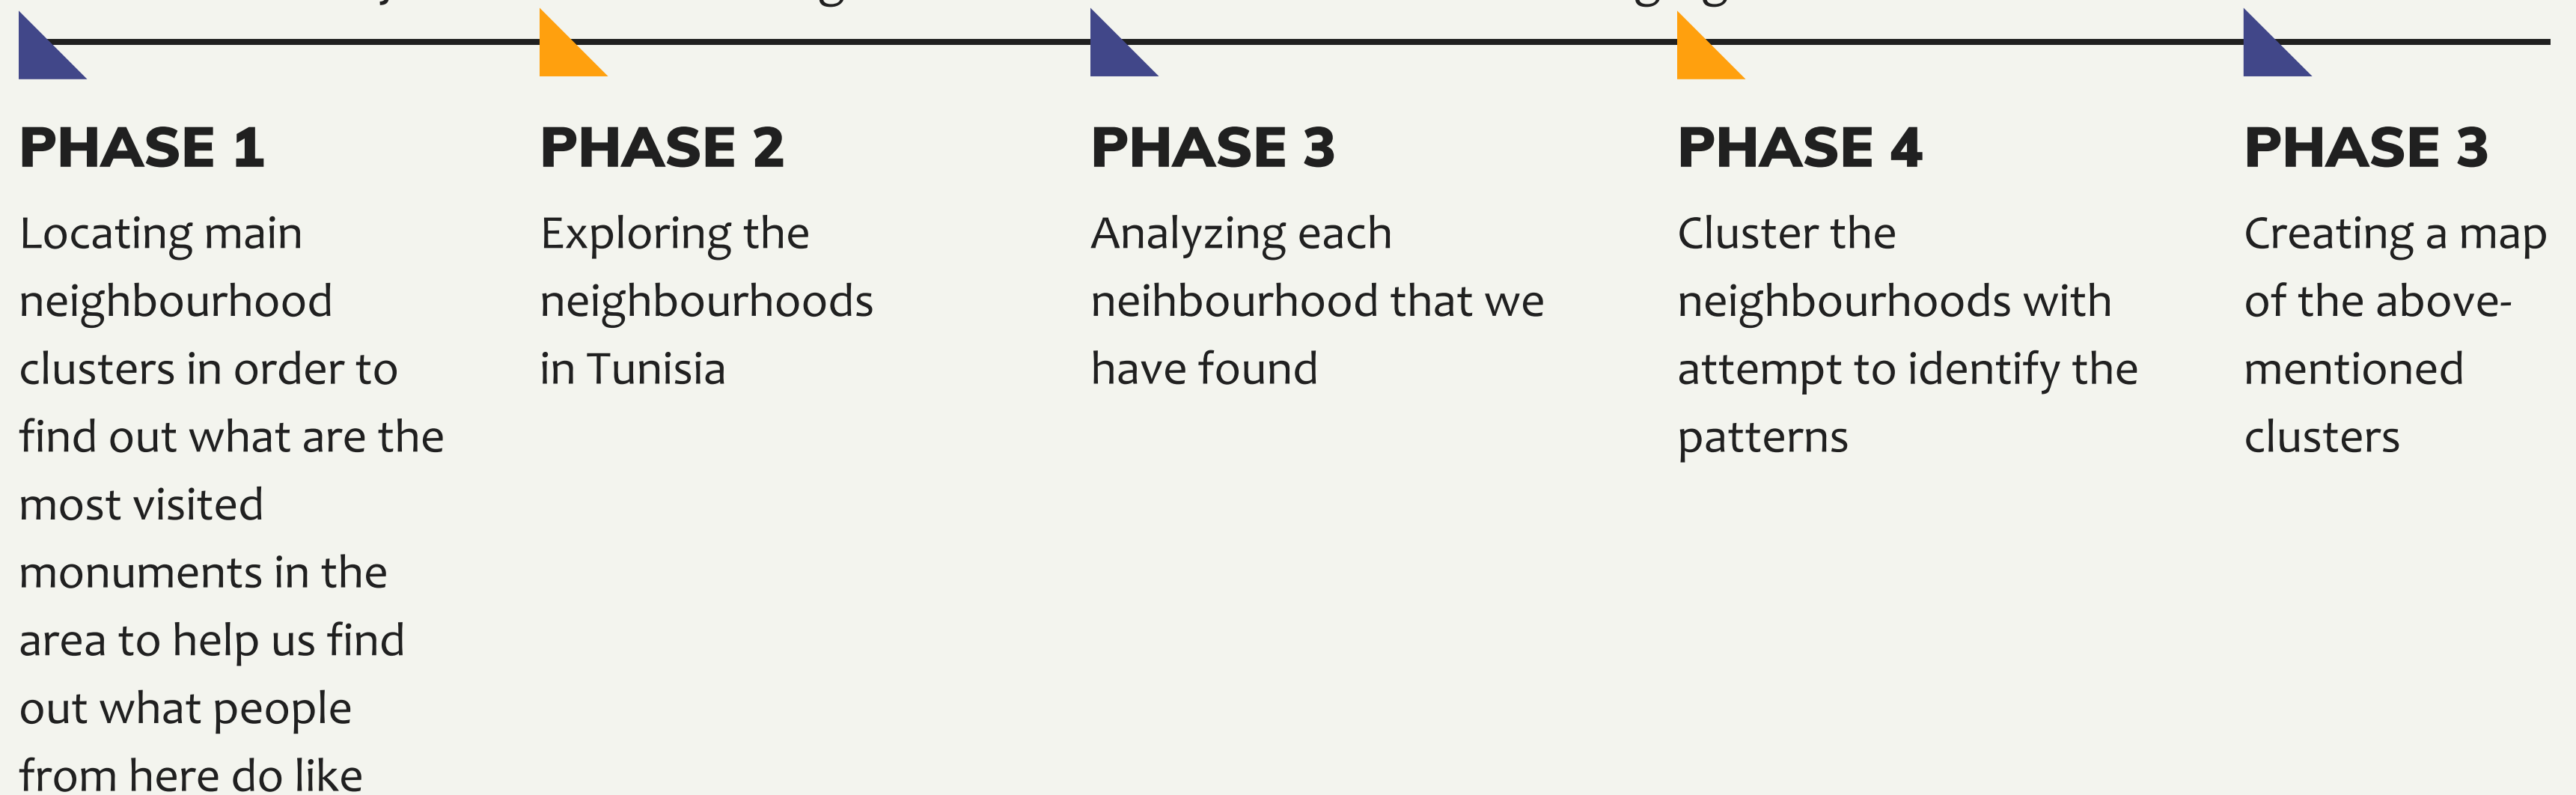 PHASE 1
Locating main
neighbourhood
clusters in order to
find out what are the
most visited
monuments in the
area to help us find
out what people
from here do like
PHASE 2
Exploring the
neighbourhoods
in Tunisia
PHASE 3
Analyzing each
neihbourhood that we
have found
PHASE 4
Cluster the
neighbourhoods with
attempt to identify the
patterns
PHASE 3
Creating a map
of the above-
mentioned
clusters